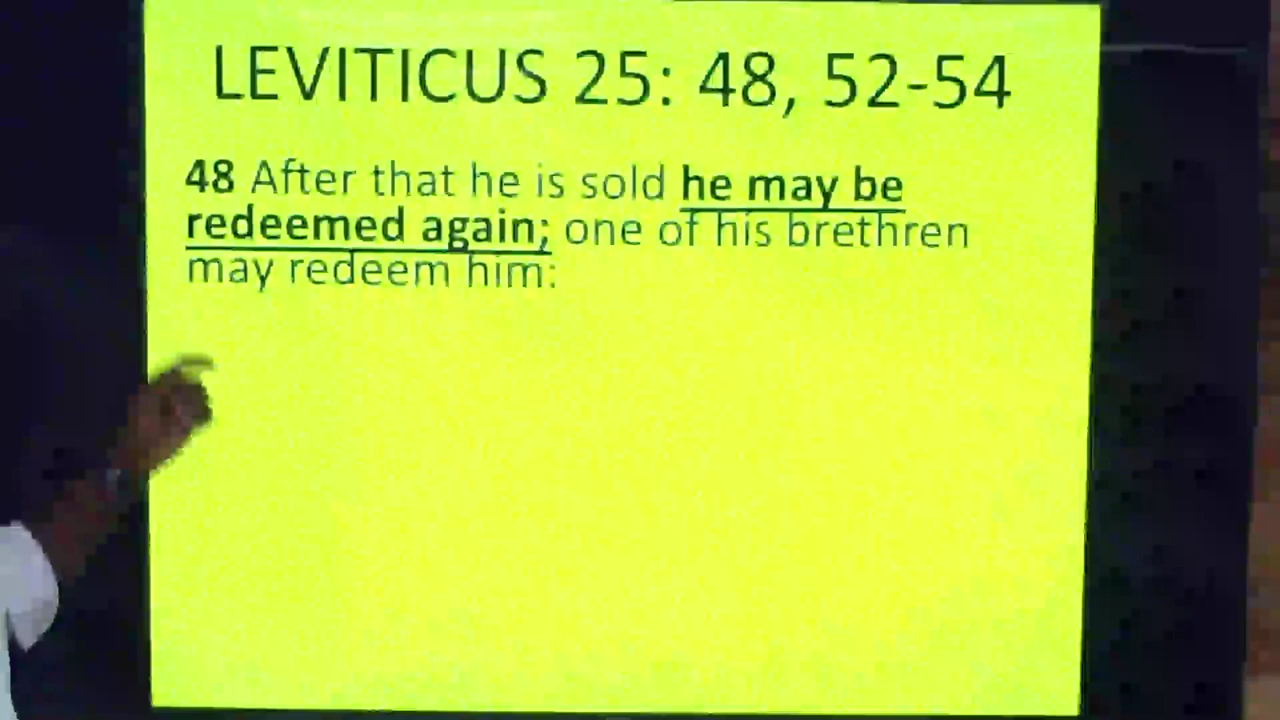 LEVITICUS 25: 48, 52-54
48 After that he is sold he may be
redeemed again; one of his brethren
may redeem him: